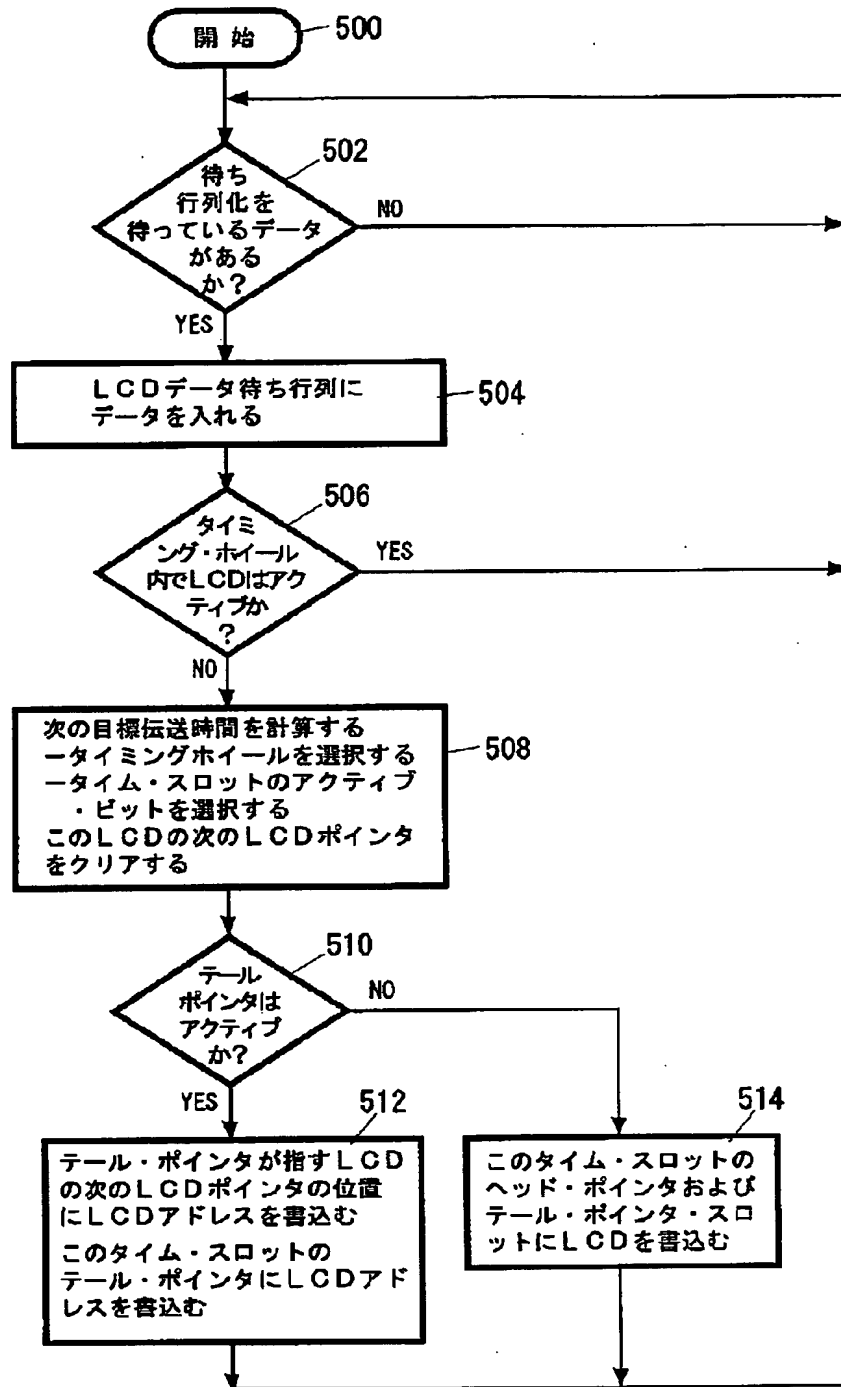 開始
500
502
待ち
行列化を
待っているデータ
がある
か？
NO
YES
LCDデータ待ち行列に
データを入れる
504
506
タイミ
ング・ホイール
内でLCDはアク
ティブか
？
YES
NO
次の目標伝送時間を計算する
ータイミングホイールを選択する
ータイム・スロットのアクティブ
・ビットを選択する
このLCDの次のLCDポインタ
をクリアする
508
510
テール
ポインタは
アクティブ
か？
NO
YES
512
テール・ポインタが指すLCD
の次のLCDポインタの位置
にLCDアドレスを書込む
このタイム・スロットの
テール・ポインタにLCDアド
レスを書込む
514
このタイム・スロットの
ヘッド・ポインタおよび
テール・ポインタ・スロ
ットにLCDを書込む